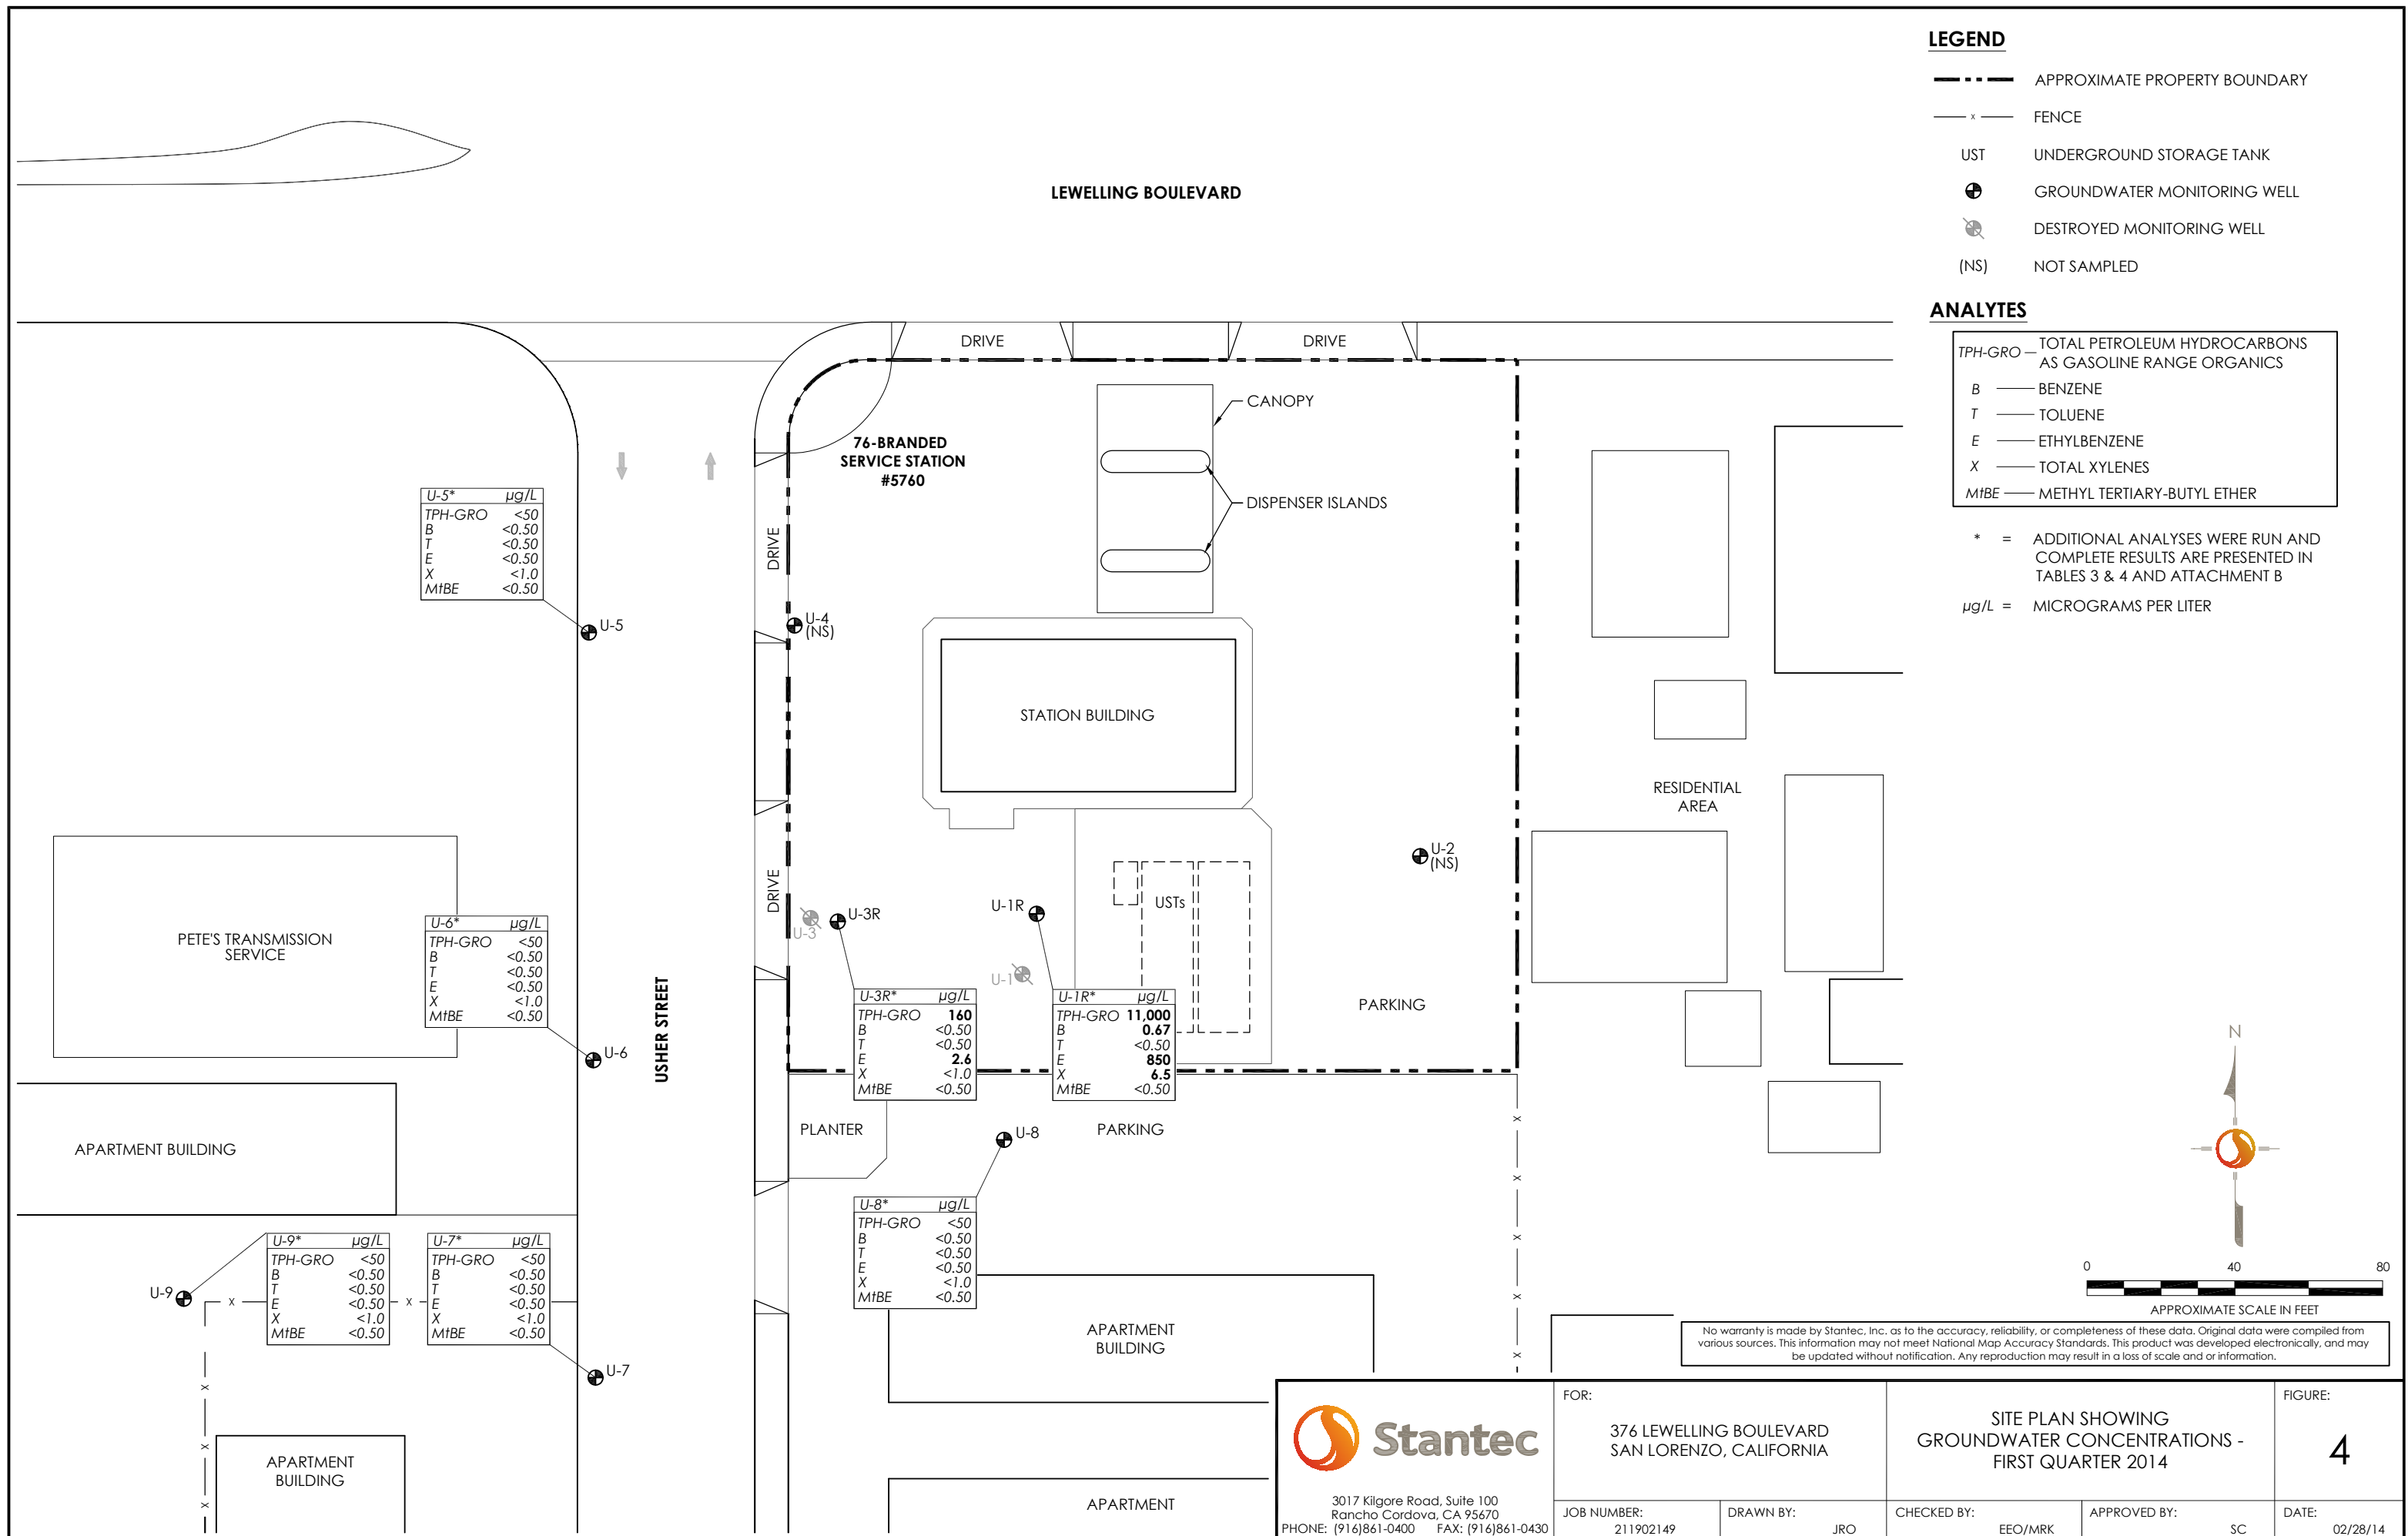 LEGEND
APPROXIMATE PROPERTY BOUNDARY
x FENCE
UST UNDERGROUND STORAGE TANK
GROUNDWATER MONITORING WELL
DESTROYED MONITORING WELL
(NS) NOT SAMPLED
ANALYTES
TPH-GRO TOTAL PETROLEUM HYDROCARBONS
AS GASOLINE RANGE ORGANICS
B BENZENE
T TOLUENE
E ETHYLBENZENE
X TOTAL XYLENES
MtBE METHYL TERTIARY-BUTYL ETHER
* = ADDITIONAL ANALYSES WERE RUN AND
COMPLETE RESULTS ARE PRESENTED IN
TABLES 3 & 4 AND ATTACHMENT B
µg/L = MICROGRAMS PER LITER
LEWELLING BOULEVARD
DRIVE
DRIVE
CANOPY
76-BRANDED
SERVICE STATION
#5760
DISPENSER ISLANDS
DRIVE
U-5* µg/L
TPH-GRO <50
B <0.50
T <0.50
E <0.50
X <1.0
MtBE <0.50
U-5
U-4
(NS)
STATION BUILDING
RESIDENTIAL
AREA
U-2
(NS)
DRIVE
USTs
U-3R
U-3
U-1R
U-1
PETE'S TRANSMISSION
SERVICE
U-6* µg/L
TPH-GRO <50
B <0.50
T <0.50
E <0.50
X <1.0
MtBE <0.50
U-6
USHER STREET
U-3R* µg/L
TPH-GRO 160
B <0.50
T <0.50
E 2.6
X <1.0
MtBE <0.50
U-1R* µg/L
TPH-GRO 11,000
B 0.67
T <0.50
E 850
X 6.5
MtBE <0.50
PARKING
PLANTER
U-8
PARKING
APARTMENT BUILDING
U-8* µg/L
TPH-GRO <50
B <0.50
T <0.50
E <0.50
X <1.0
MtBE <0.50
U-9* µg/L
TPH-GRO <50
B <0.50
T <0.50
E <0.50
X <1.0
MtBE <0.50
U-7* µg/L
TPH-GRO <50
B <0.50
T <0.50
E <0.50
X <1.0
MtBE <0.50
U-9
U-7
x
x
x
x
x
x
x
x
x
x
APARTMENT
BUILDING
APARTMENT
BUILDING
APARTMENT
N
0 40 80
APPROXIMATE SCALE IN FEET
No warranty is made by Stantec, Inc. as to the accuracy, reliability, or completeness of these data. Original data were compiled from
various sources. This information may not meet National Map Accuracy Standards. This product was developed electronically, and may
be updated without notification. Any reproduction may result in a loss of scale and or information.
Stantec
3017 Kilgore Road, Suite 100
Rancho Cordova, CA 95670
PHONE: (916)861-0400 FAX: (916)861-0430
FOR:
376 LEWELLING BOULEVARD
SAN LORENZO, CALIFORNIA
SITE PLAN SHOWING
GROUNDWATER CONCENTRATIONS -
FIRST QUARTER 2014
FIGURE:
4
JOB NUMBER:
211902149
DRAWN BY:
JRO
CHECKED BY:
EEO/MRK
APPROVED BY:
SC
DATE:
02/28/14